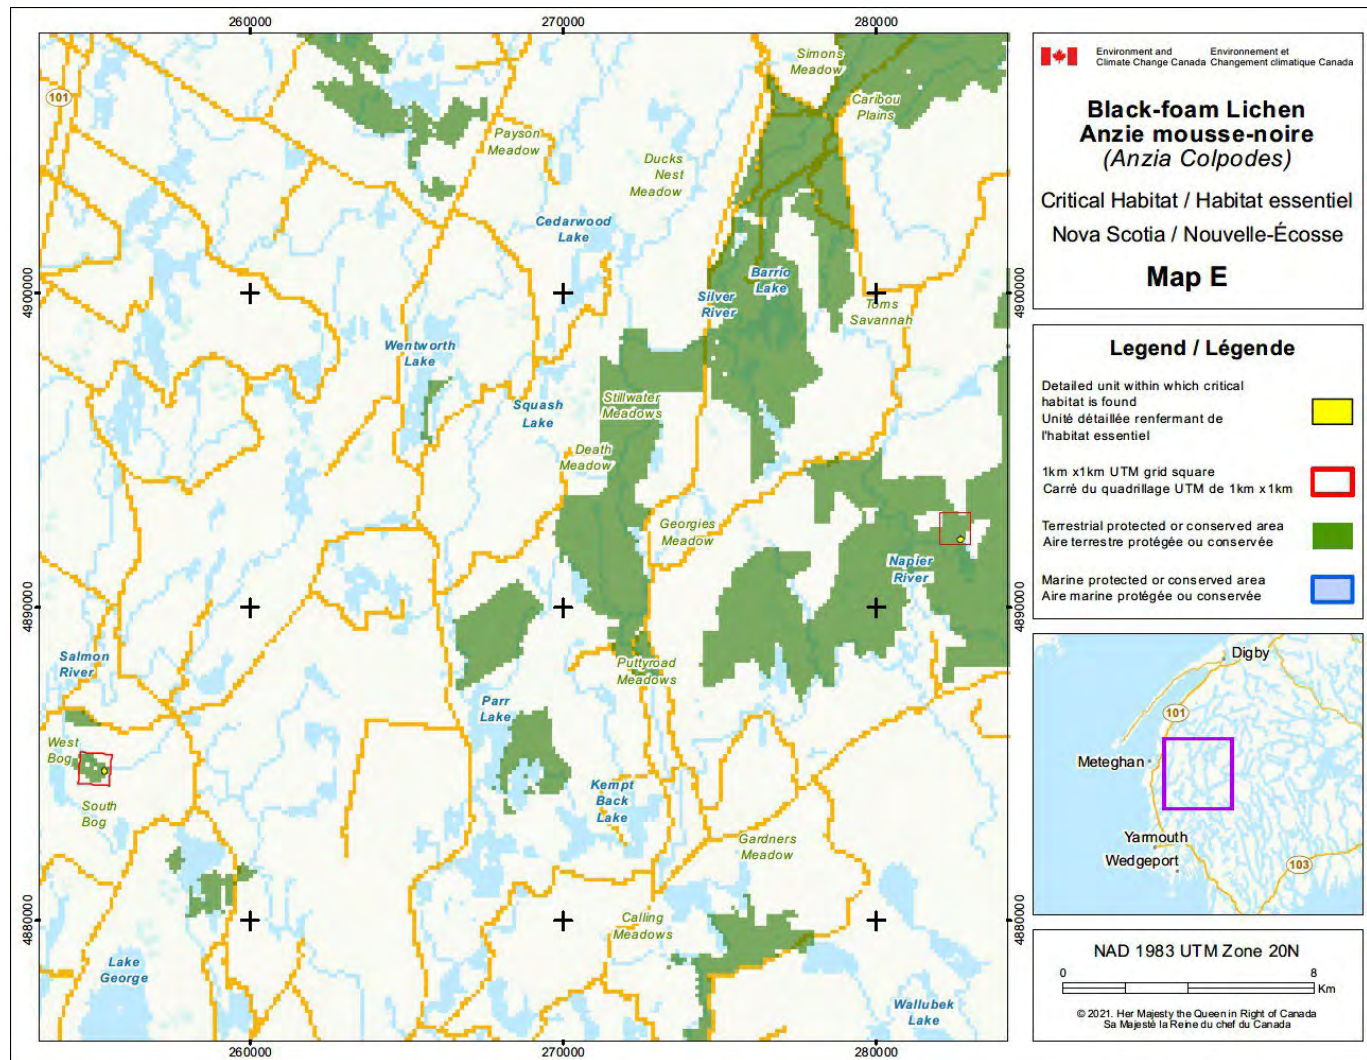 260000
270000
280000
101
Simons
Meadow
Caribou
Plains
Payson
Meadow
Ducks
Nest
Meadow
Cedarwood
Lake
Barrio
Lake
Silver
River
Toms
Savannah
4900000
4900000
Wentworth
Lake
Squash
Lake
Stillwater
Meadows
Death
Meadow
Georgies
Meadow
Napier
River
4890000
4890000
Salmon
River
Puttyroad
Meadows
Parr
Lake
West
Bog
South
Bog
Kempt
Back
Lake
Gardners
Meadow
4880000
4880000
Calling
Meadows
Lake
George
Wallubek
Lake
260000
270000
280000
Environment and
Climate Change Canada
Environnement et
Changement climatique Canada
Black-foam Lichen
Anzie mousse-noire
(Anzia Colpodes)
Critical Habitat / Habitat essentiel
Nova Scotia / Nouvelle-Écosse
Map E
Legend / Légende
Detailed unit within which critical
habitat is found
Unité détaillée renfermant de
l'habitat essentiel
1km x1km UTM grid square
Carré du quadrillage UTM de 1km x1km
Terrestrial protected or conserved area
Aire terrestre protégée ou conservée
Marine protected or conserved area
Aire marine protégée ou conservée
Digby
101
Meteghan
Yarmouth
Wedgeport
103
NAD 1983 UTM Zone 20N
0
8
Km
© 2021. Her Majesty the Queen in Right of Canada
Sa Majesté la Reine du chef du Canada